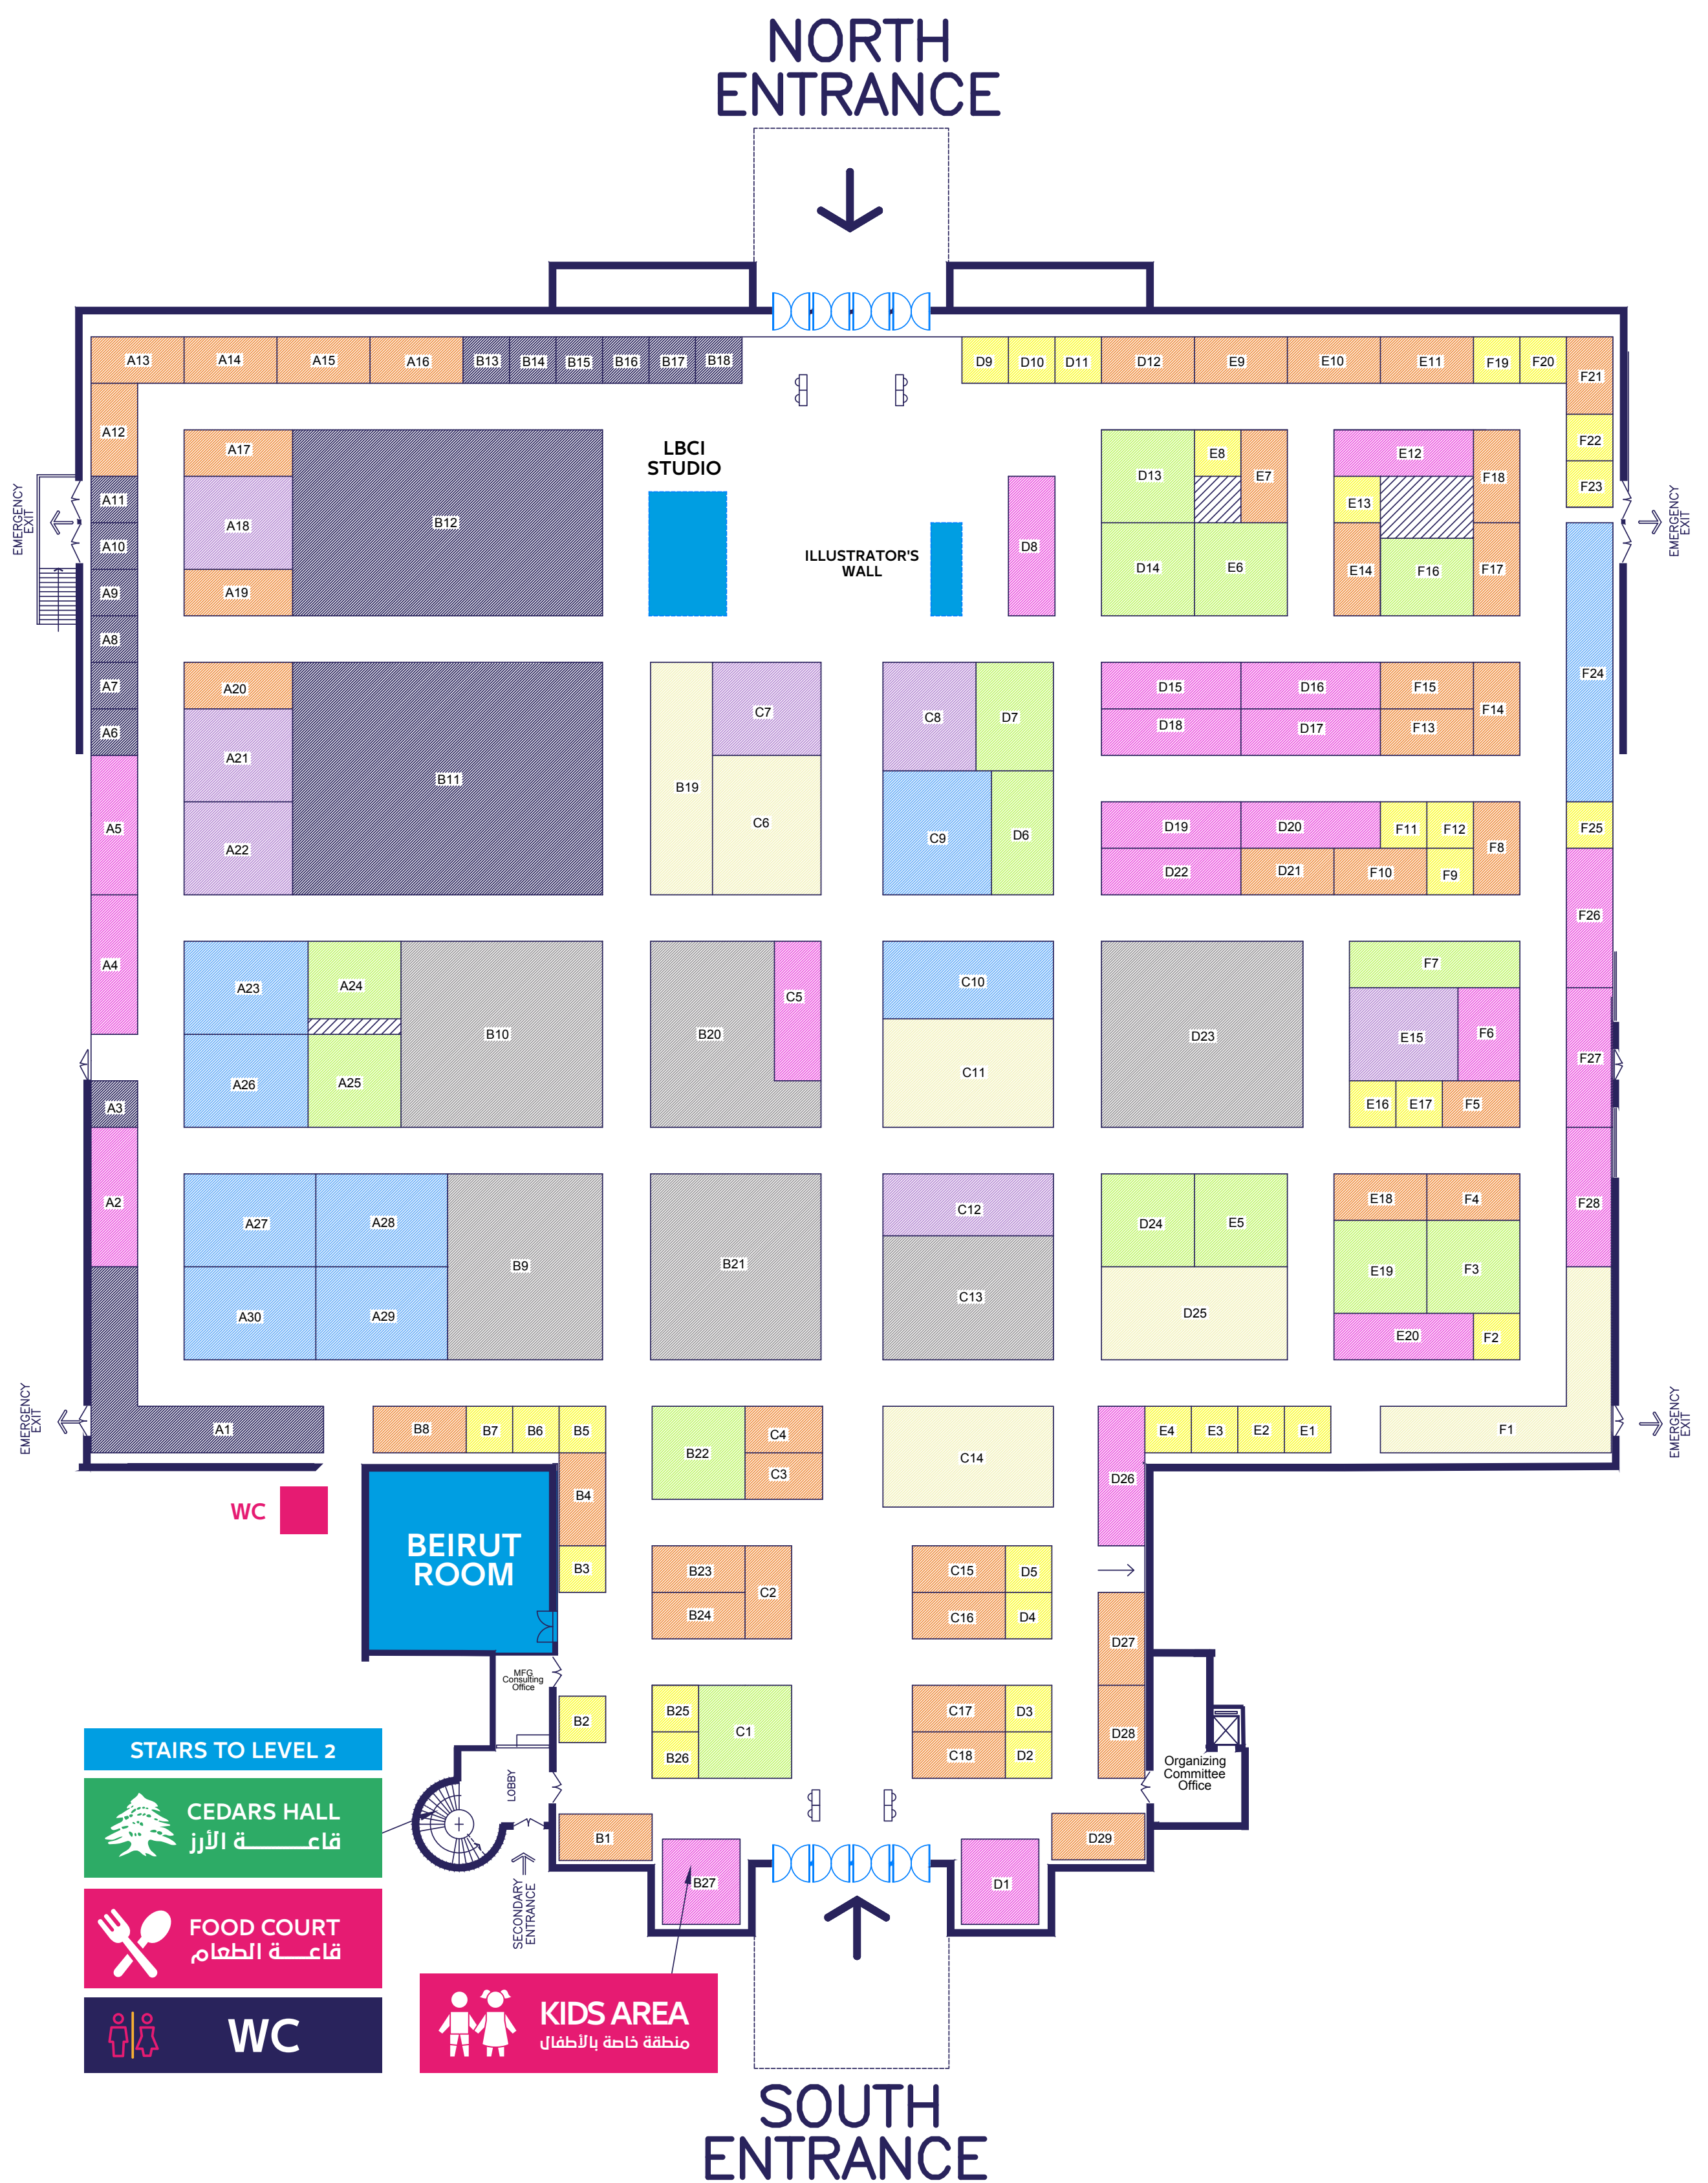 NORTH
ENTRANCE
A13
A14
A15
A16
B13
B14
B15
B16
B17
B18
D9
D10
D11
D12
E9
E10
E11
F19
F20
F21
A12
A17
LBCI
STUDIO
D13
E8
E7
E12
F18
F22
F23
A11
A18
B12
E13
EMERGENCY
EXIT
EMERGENCY
EXIT
A10
ILLUSTRATOR'S
WALL
D8
D14
E6
E14
F16
F17
A9
A19
A8
A7
A20
D15
D16
F15
F14
F24
A6
A21
B11
B19
C7
C8
D7
D18
D17
F13
A5
A22
C6
C9
D6
D19
D20
F11
F12
F8
F25
D22
D21
F10
F9
F26
A4
A23
A24
B10
B20
C5
C10
D23
F7
A26
A25
C11
E15
F6
F27
A3
E16
E17
F5
A2
A27
A28
B9
B21
C12
D24
E5
E18
F4
F28
A30
A29
C13
D25
E19
F3
E20
F2
EMERGENCY
EXIT
EMERGENCY
EXIT
A1
B8
B7
B6
B5
B22
C4
C3
C14
D26
E4
E3
E2
E1
F1
WC
BEIRUT
ROOM
B4
B3
B23
B24
C2
C15
D5
C16
D4
D27
MFG
Consulting
Office
B2
B25
B26
C1
C17
D3
C18
D2
D28
Organizing
Committee
Office
STAIRS TO LEVEL 2
LOBBY
CEDARS HALL
قاعة الأرز
B1
D29
B27
D1
SECONDARY
ENTRANCE
FOOD COURT
قاعة الطعام
KIDS AREA
منطقة خاصة بالأطفال
WC
SOUTH
ENTRANCE